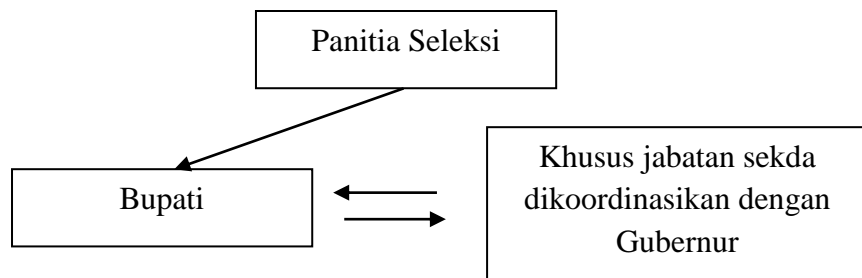 Panitia Seleksi
Bupati
Khusus jabatan sekda
dikoordinasikan dengan
Gubernur